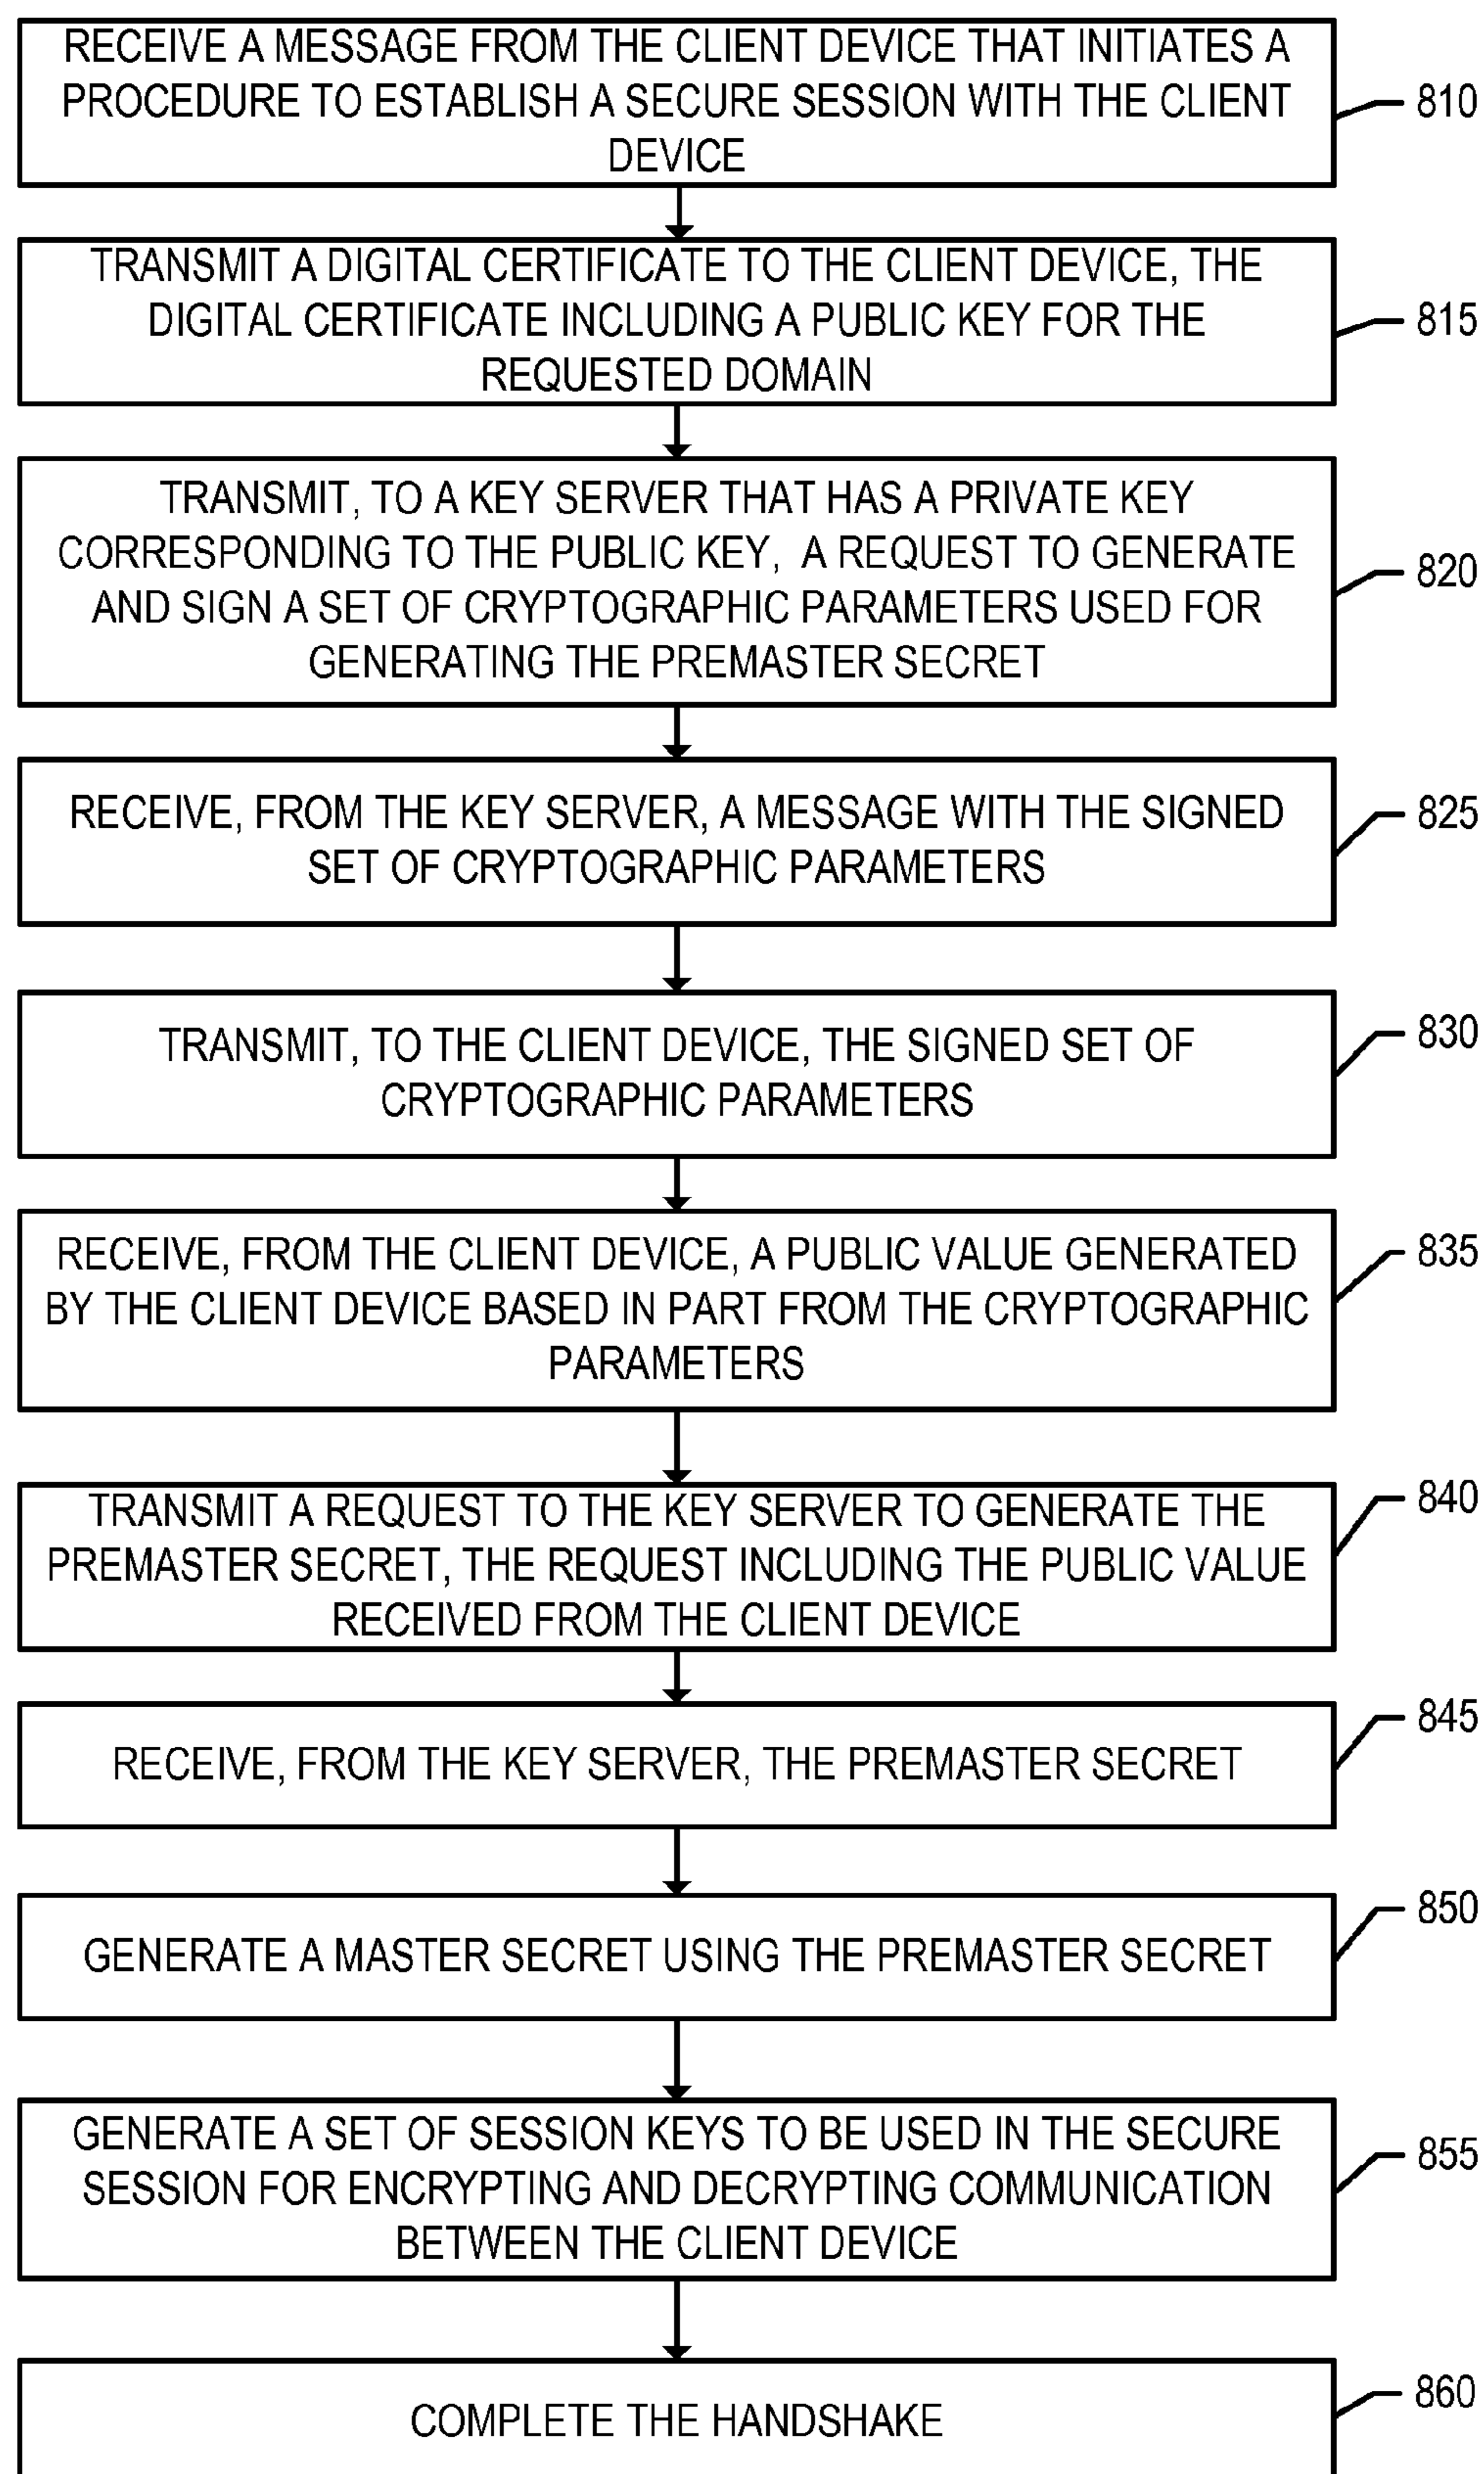 RECEIVE A MESSAGE FROM THE CLIENT DEVICE THAT INITIATES A
PROCEDURE TO ESTABLISH A SECURE SESSION WITH THE CLIENT
DEVICE
810
TRANSMIT A DIGITAL CERTIFICATE TO THE CLIENT DEVICE, THE
DIGITAL CERTIFICATE INCLUDING A PUBLIC KEY FOR THE
REQUESTED DOMAIN
815
TRANSMIT, TO A KEY SERVER THAT HAS A PRIVATE KEY
CORRESPONDING TO THE PUBLIC KEY, A REQUEST TO GENERATE
AND SIGN A SET OF CRYPTOGRAPHIC PARAMETERS USED FOR
GENERATING THE PREMASTER SECRET
820
RECEIVE, FROM THE KEY SERVER, A MESSAGE WITH THE SIGNED
SET OF CRYPTOGRAPHIC PARAMETERS
825
TRANSMIT, TO THE CLIENT DEVICE, THE SIGNED SET OF
CRYPTOGRAPHIC PARAMETERS
830
RECEIVE, FROM THE CLIENT DEVICE, A PUBLIC VALUE GENERATED
BY THE CLIENT DEVICE BASED IN PART FROM THE CRYPTOGRAPHIC
PARAMETERS
835
TRANSMIT A REQUEST TO THE KEY SERVER TO GENERATE THE
PREMASTER SECRET, THE REQUEST INCLUDING THE PUBLIC VALUE
RECEIVED FROM THE CLIENT DEVICE
840
RECEIVE, FROM THE KEY SERVER, THE PREMASTER SECRET
845
GENERATE A MASTER SECRET USING THE PREMASTER SECRET
850
GENERATE A SET OF SESSION KEYS TO BE USED IN THE SECURE
SESSION FOR ENCRYPTING AND DECRYPTING COMMUNICATION
BETWEEN THE CLIENT DEVICE
855
COMPLETE THE HANDSHAKE
860